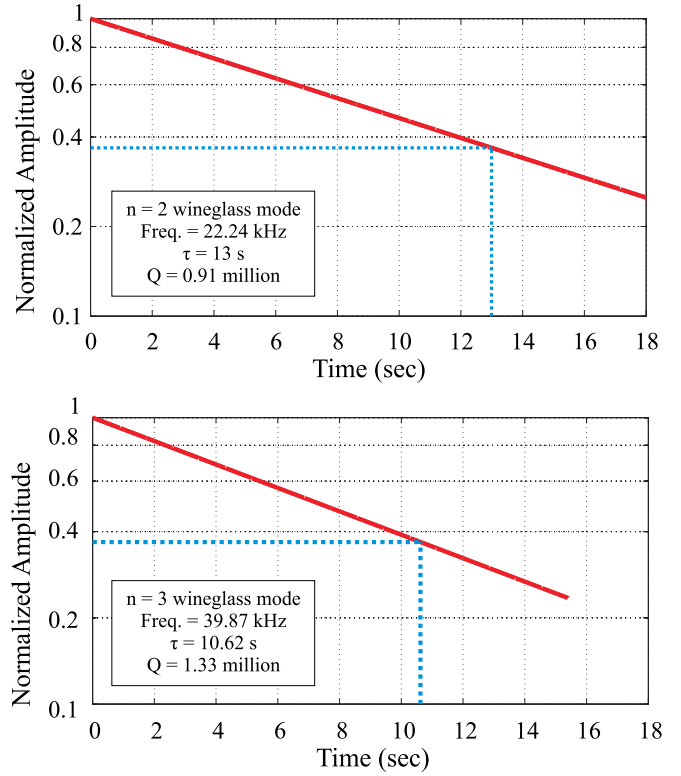 1
0.8
0.6
0.4
0.2
0.1
Normalized Amplitude
n = 2 wineglass mode
Freq. = 22.24 kHz
τ = 13 s
Q = 0.91 million
0 2 4 6 8 10 12 14 16 18
Time (sec)
1
0.8
0.6
0.4
0.2
0.1
Normalized Amplitude
n = 3 wineglass mode
Freq. = 39.87 kHz
τ = 10.62 s
Q = 1.33 million
0 2 4 6 8 10 12 14 16 18
Time (sec)